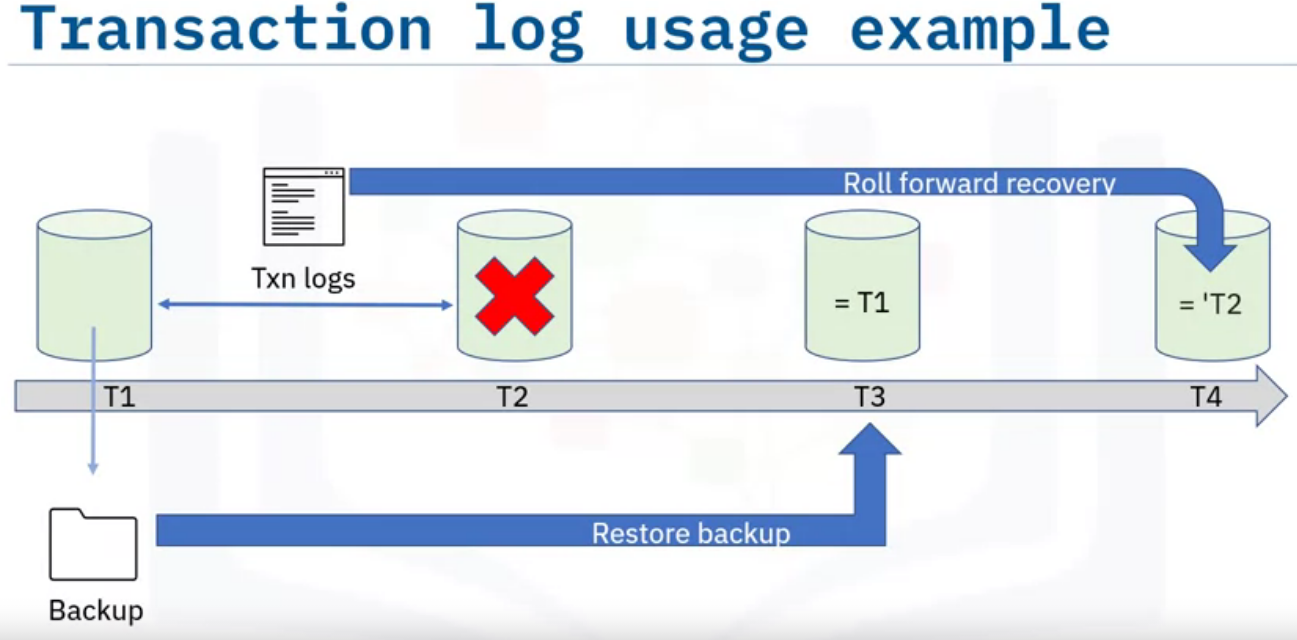 Transaction log usage example
Roll forward recovery
Txn logs
= T1
= 'T2
T1
T2
T3
T4
Restore backup
Backup